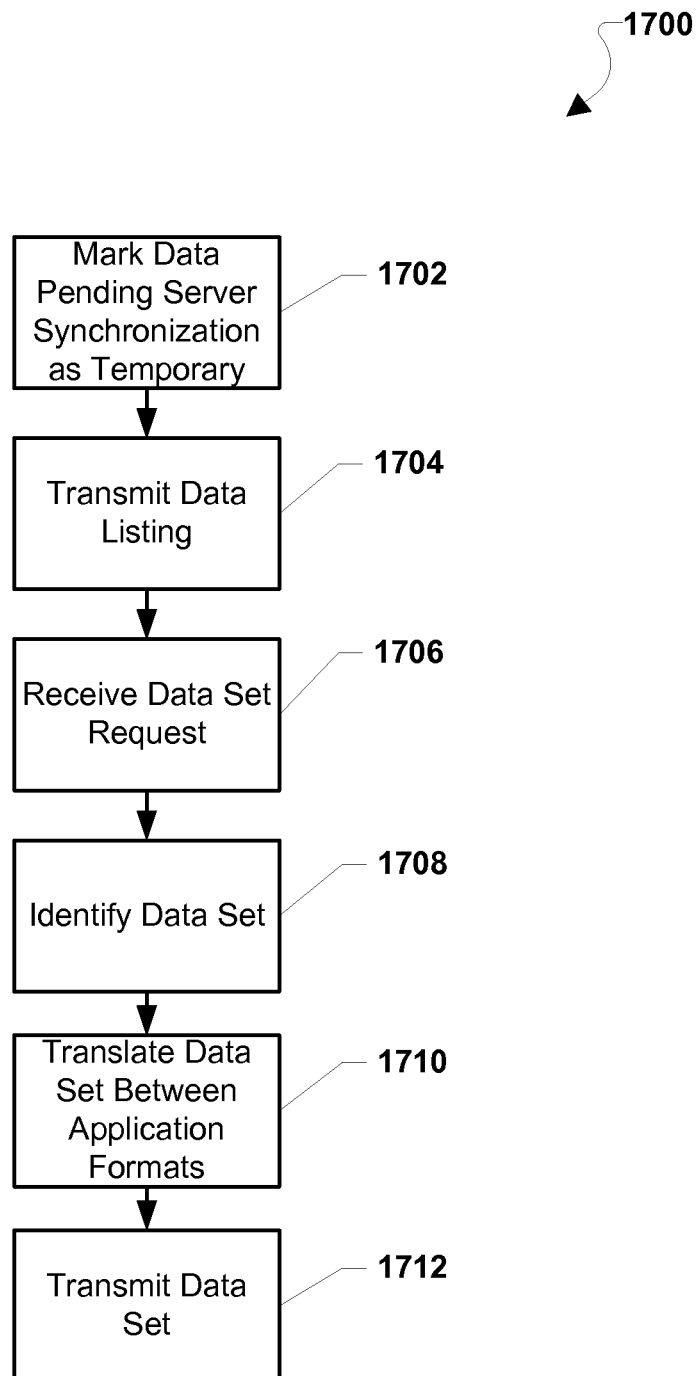 1700
Mark Data
Pending Server
Synchronization
as Temporary
1702
Transmit Data
Listing
1704
Receive Data Set
Request
1706
Identify Data Set
1708
Translate Data
Set Between
Application
Formats
1710
Transmit Data
Set
1712